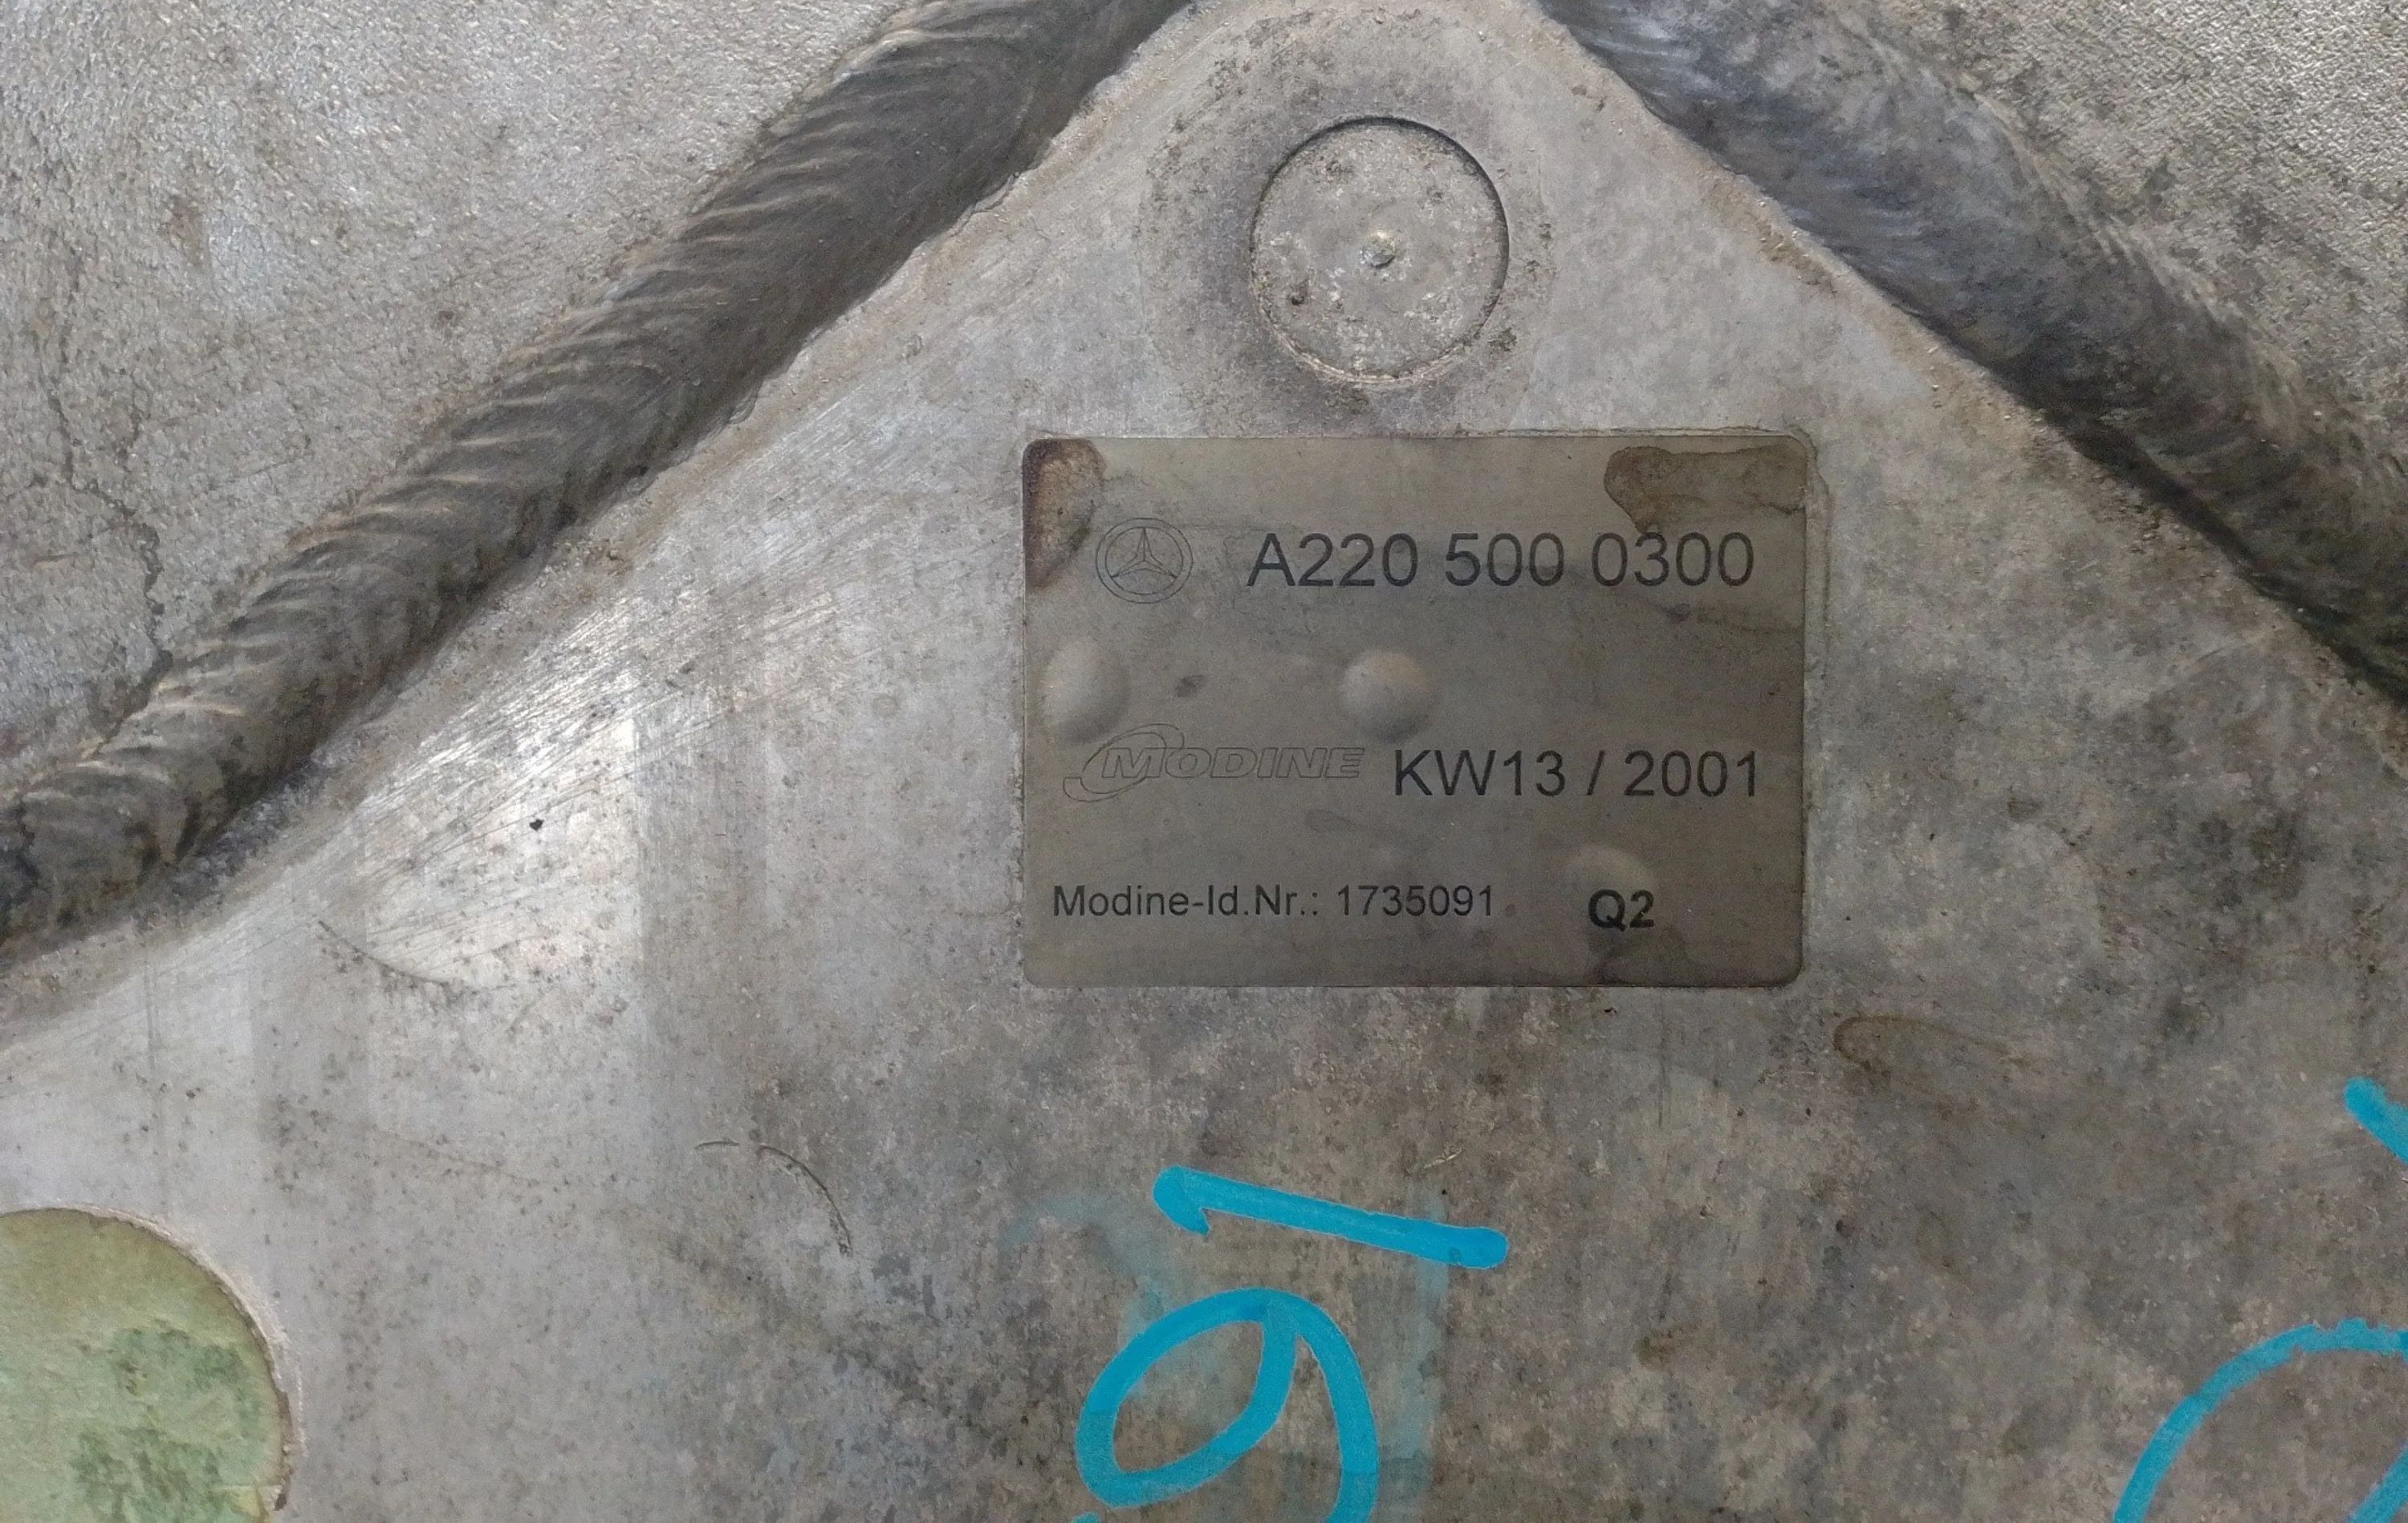 A220 500 0300
MODINE KW13 / 2001
Modine-Id.Nr.: 1735091 Q2